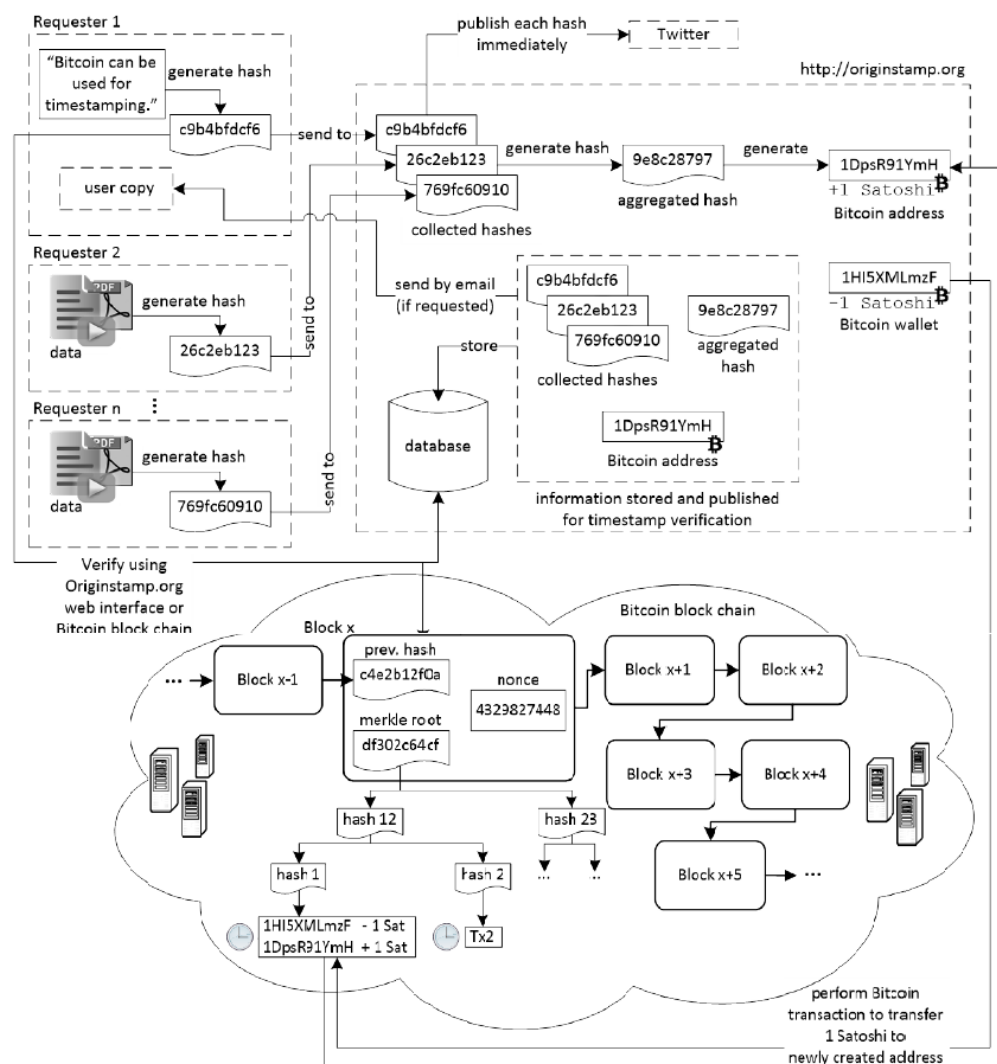 Requester 1
“Bitcoin can be
used for
timestamping.”
generate hash
c9b4bfdcf6
user copy
publish each hash
immediately
Twitter
http://originstamp.org
send to
c9b4bfdcf6
26c2eb123
769fc60910
collected hashes
generate hash
9e8c28797
aggregated hash
generate
1DpsR91YmH
+1 Satoshi
Bitcoin address
Requester 2
PDF
data
generate hash
26c2eb123
send to
send by email
(if requested)
c9b4bfdcf6
26c2eb123
769fc60910
collected hashes
9e8c28797
aggregated
hash
1HI5XMLmzF
-1 Satoshi
Bitcoin wallet
store
database
1DpsR91YmH
Bitcoin address
information stored and published
for timestamp verification
...
Requester n
PDF
data
generate hash
769fc60910
send to
Verify using
Originstamp.org
web interface or
Bitcoin block chain
Bitcoin block chain
Block x
...
Block x-1
prev. hash
c4e2b12f0a
merkle root
df302c64cf
nonce
4329827448
Block x+1
Block x+2
Block x+3
Block x+4
Block x+5
...
hash 12
hash 23
hash 1
hash 2
...
...
1HI5XMLmzF - 1 Sat
1DpsR91YmH + 1 Sat
Tx2
perform Bitcoin
transaction to transfer
1 Satoshi to
newly created address